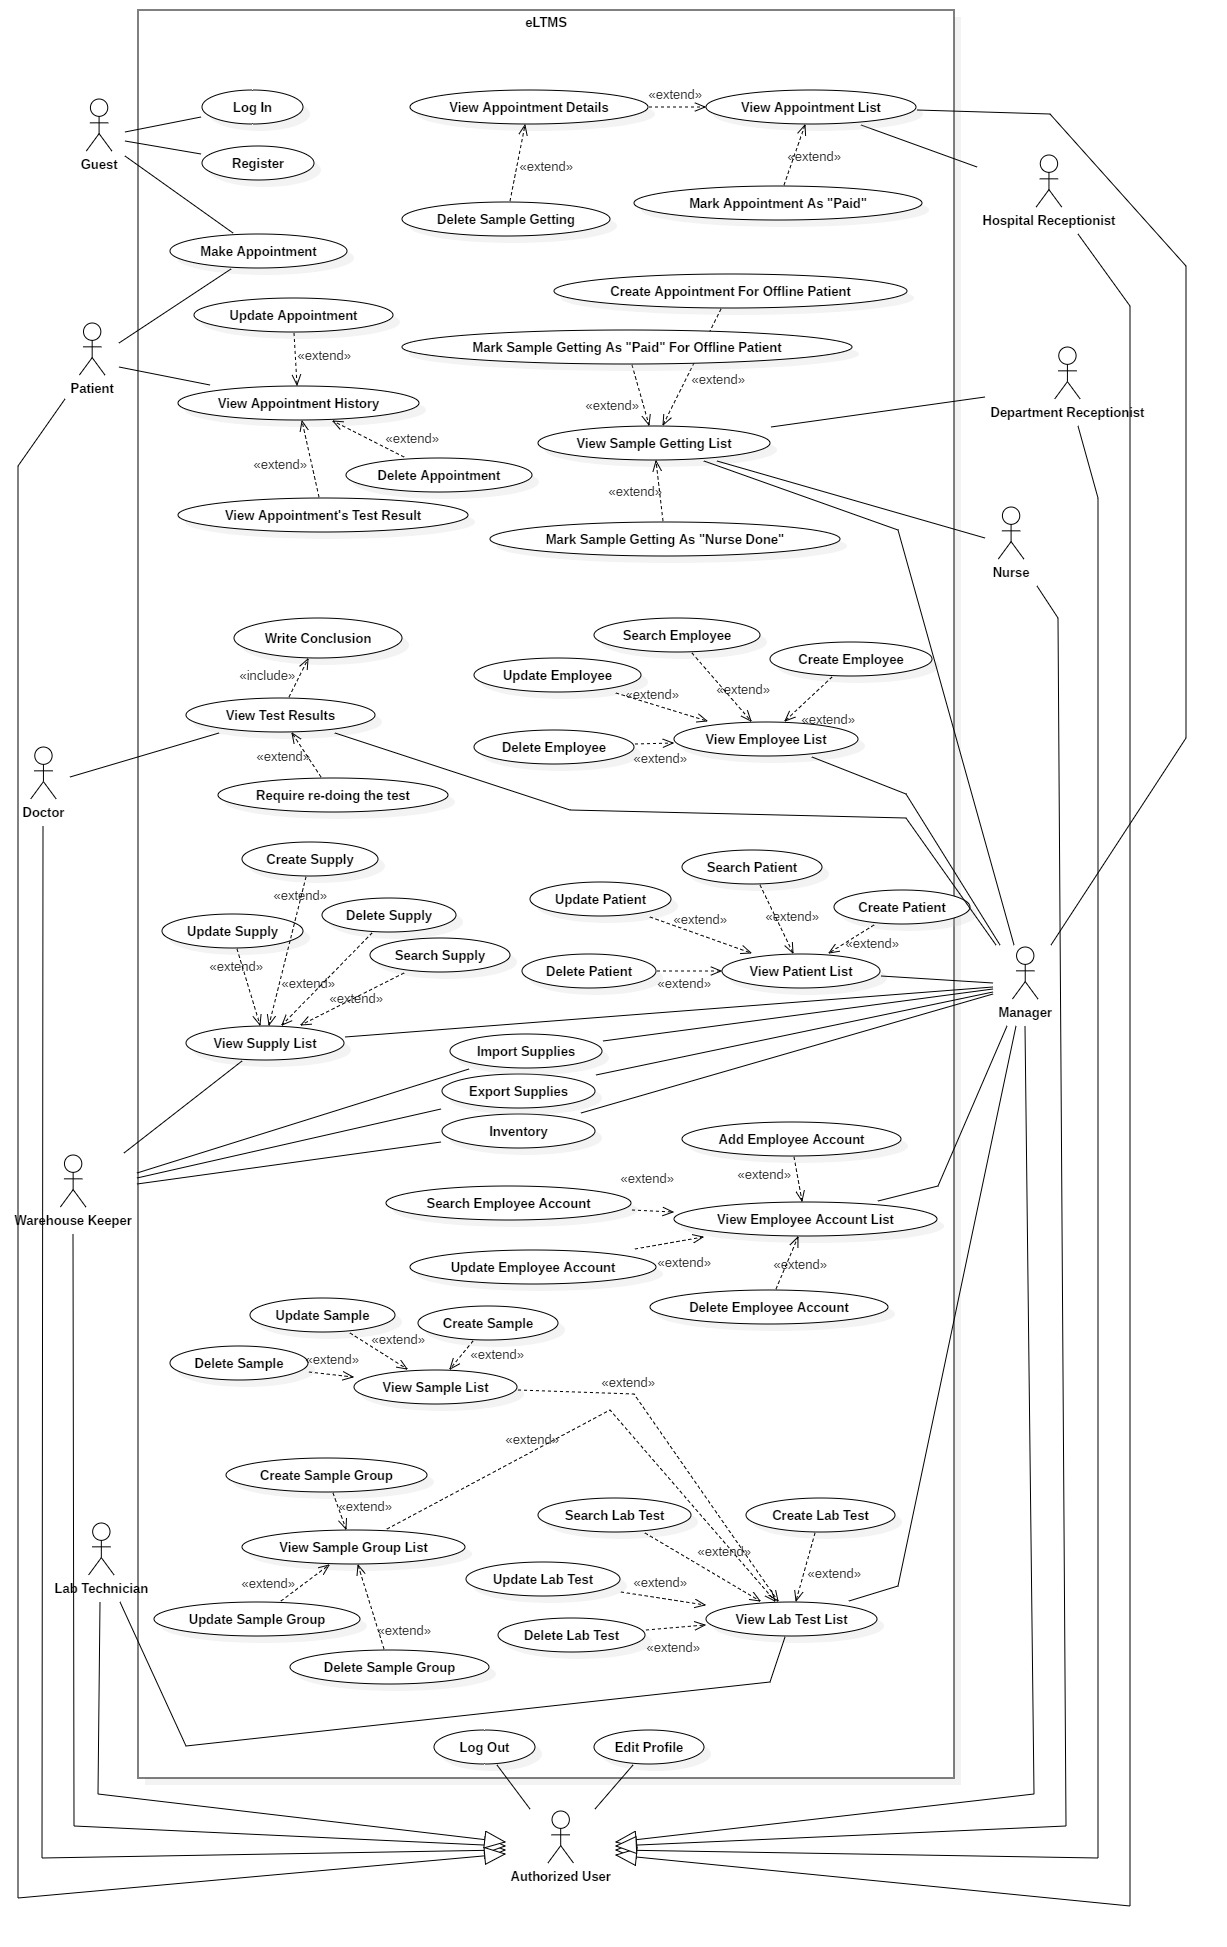 eLTMS
Log In
View Appointment Details
«extend»
View Appointment List
Guest
Register
«extend»
«extend»
Hospital Receptionist
Delete Sample Getting
Mark Appointment As "Paid"
Make Appointment
Create Appointment For Offline Patient
Update Appointment
Mark Sample Getting As "Paid" For Offline Patient
«extend»
«extend»
Patient
View Appointment History
«extend»
Department Receptionist
«extend»
View Sample Getting List
«extend»
Delete Appointment
«extend»
View Appointment's Test Result
Mark Sample Getting As "Nurse Done"
Nurse
Write Conclusion
Search Employee
Create Employee
«include»
Update Employee
«extend»
«extend»
View Test Results
«extend»
View Employee List
Delete Employee
«extend»
«extend»
Require re-doing the test
Doctor
Create Supply
Search Patient
«extend»
Update Patient
Delete Supply
Create Patient
Update Supply
«extend»
«extend»
«extend»
Search Supply
«extend»
Delete Patient
View Patient List
«extend»
«extend»
«extend»
Manager
View Supply List
Import Supplies
Export Supplies
Inventory
Add Employee Account
«extend»
«extend»
Search Employee Account
Warehouse Keeper
View Employee Account List
Update Employee Account
«extend»
«extend»
Delete Employee Account
Update Sample
Create Sample
«extend»
«extend»
Delete Sample
«extend»
View Sample List
«extend»
«extend»
Create Sample Group
«extend»
Search Lab Test
Create Lab Test
View Sample Group List
«extend»
«extend»
Update Lab Test
«extend»
«extend»
Lab Technician
Update Sample Group
View Lab Test List
«extend»
Delete Lab Test
«extend»
Delete Sample Group
Log Out
Edit Profile
Authorized User